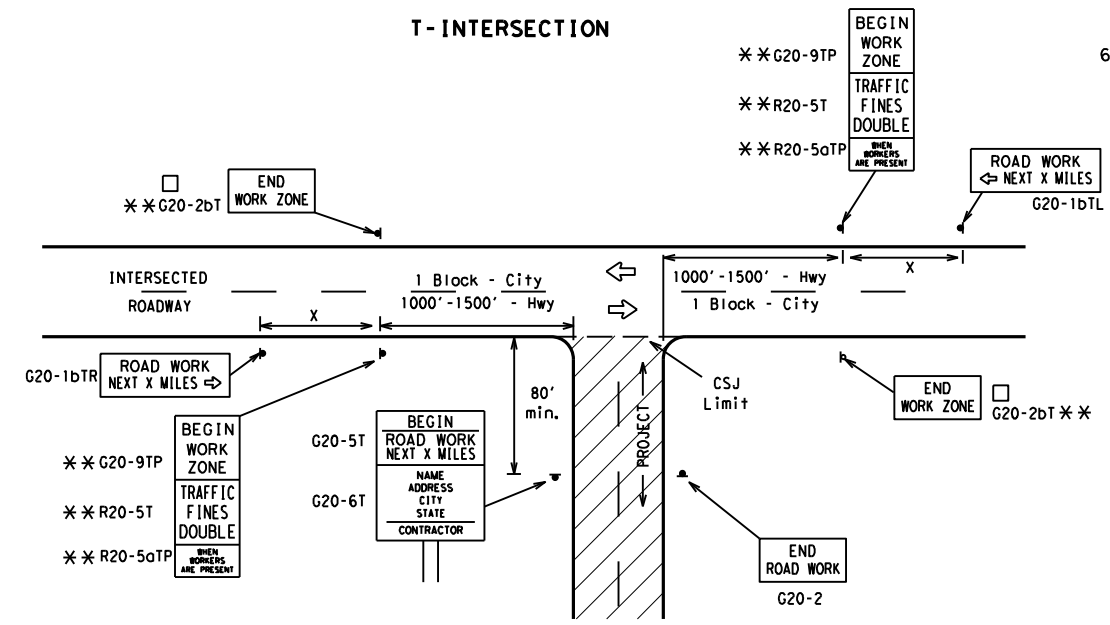 T-INTERSECTION
6
✱✱G20-9TP
BEGIN
WORK
ZONE
✱✱R20-5T
TRAFFIC
FINES
DOUBLE
✱✱R20-5aTP
WHEN
WORKERS
ARE PRESENT
ROAD WORK
⇦ NEXT X MILES
G20-1bTL
□
✱✱G20-2bT
END
WORK ZONE
INTERSECTED
ROADWAY
1 Block - City
1000'-1500' - Hwy
X
1000'-1500' - Hwy
1 Block - City
X
G20-1bTR
ROAD WORK
NEXT X MILES ⇨
80'
min.
CSJ
Limit
PROJECT
END
WORK ZONE
□
G20-2bT ✱✱
✱✱G20-9TP
BEGIN
WORK
ZONE
✱✱R20-5T
TRAFFIC
FINES
DOUBLE
✱✱R20-5aTP
WHEN
WORKERS
ARE PRESENT
G20-5T
BEGIN
ROAD WORK
NEXT X MILES
G20-6T
NAME
ADDRESS
CITY
STATE
CONTRACTOR
END
ROAD WORK
G20-2